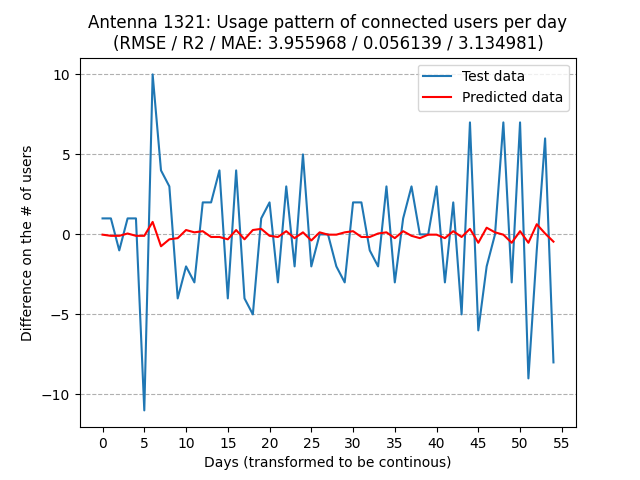 Antenna 1321: Usage pattern of connected users per day
(RMSE / R2 / MAE: 3.955968 / 0.056139 / 3.134981)
Test data
Predicted data
Difference on the # of users
10
5
0
−5
−10
0 5 10 15 20 25 30 35 40 45 50 55
Days (transformed to be continous)